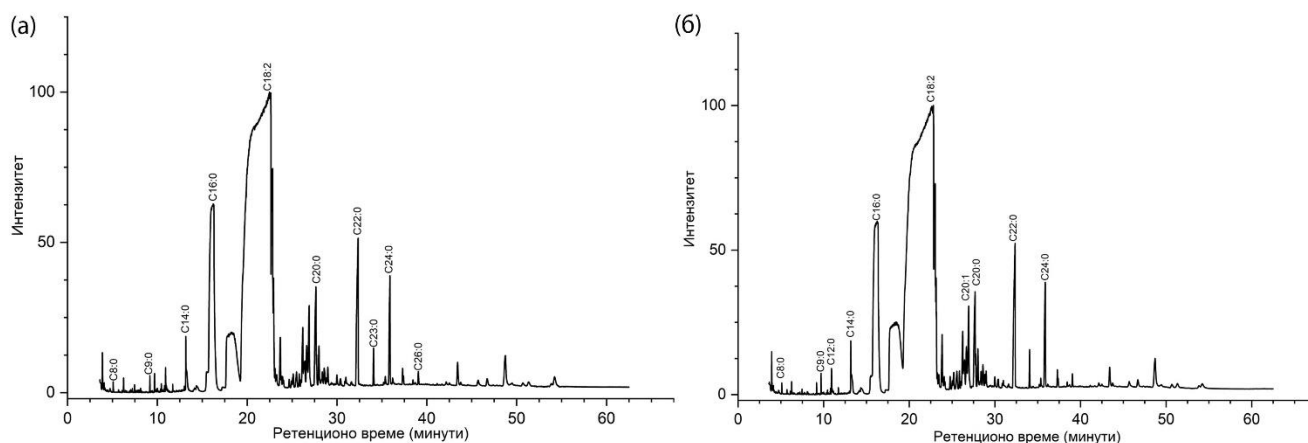 (а)
Интензитет
100
50
0
C8:0
C9:0
C14:0
C16:0
C18:2
C20:0
C22:0
C23:0
C24:0
C26:0
0 10 20 30 40 50 60
Ретенционо време (минути)
(б)
Интензитет
100
50
0
C8:0
C9:0
C12:0
C14:0
C16:0
C18:2
C20:1
C20:0
C22:0
C24:0
0 10 20 30 40 50 60
Ретенционо време (минути)